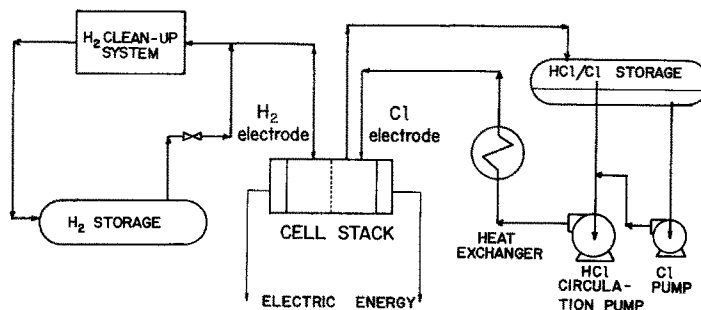 H2 CLEAN-UP
SYSTEM
HCl/Cl STORAGE
H2
electrode
Cl
electrode
H2 STORAGE
CELL STACK
HEAT
EXCHANGER
HCl
CIRCULA-
TION PUMP
Cl
PUMP
ELECTRIC ENERGY